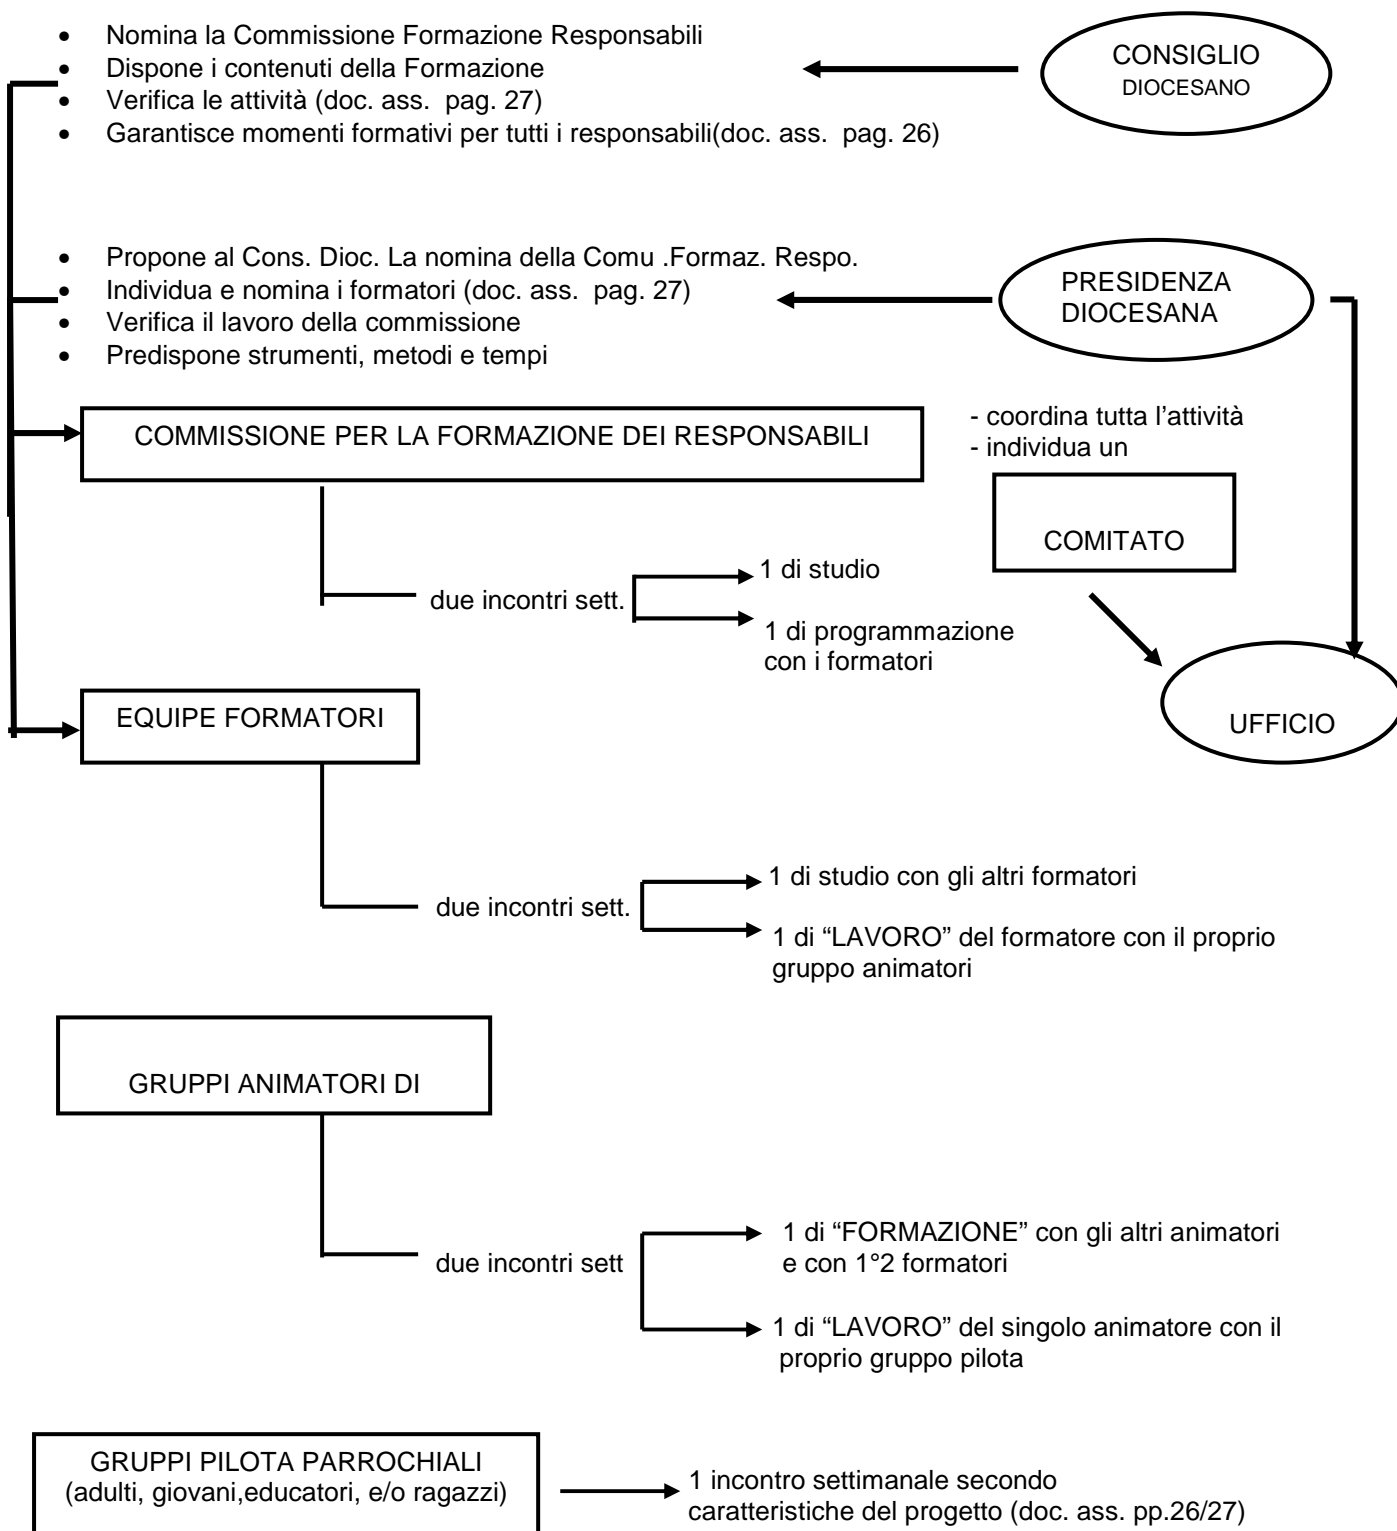 • Nomina la Commissione Formazione Responsabili
• Dispone i contenuti della Formazione
• Verifica le attività (doc. ass.  pag. 27)
• Garantisce momenti formativi per tutti i responsabili(doc. ass.  pag. 26)
CONSIGLIO
DIOCESANO
• Propone al Cons. Dioc. La nomina della Comu .Formaz. Respo.
• Individua e nomina i formatori (doc. ass.  pag. 27)
• Verifica il lavoro della commissione
• Predispone strumenti, metodi e tempi
PRESIDENZA
DIOCESANA
COMMISSIONE PER LA FORMAZIONE DEI RESPONSABILI
- coordina tutta l'attività
- individua un
COMITATO
due incontri sett.
1 di studio
1 di programmazione
con i formatori
UFFICIO
EQUIPE FORMATORI
due incontri sett.
1 di studio con gli altri formatori
1 di “LAVORO” del formatore con il proprio
gruppo animatori
GRUPPI ANIMATORI DI
due incontri sett
1 di “FORMAZIONE” con gli altri animatori
e con 1°2 formatori
1 di “LAVORO” del singolo animatore con il
proprio gruppo pilota
GRUPPI PILOTA PARROCHIALI
(adulti, giovani,educatori, e/o ragazzi)
1 incontro settimanale secondo
caratteristiche del progetto (doc. ass. pp.26/27)